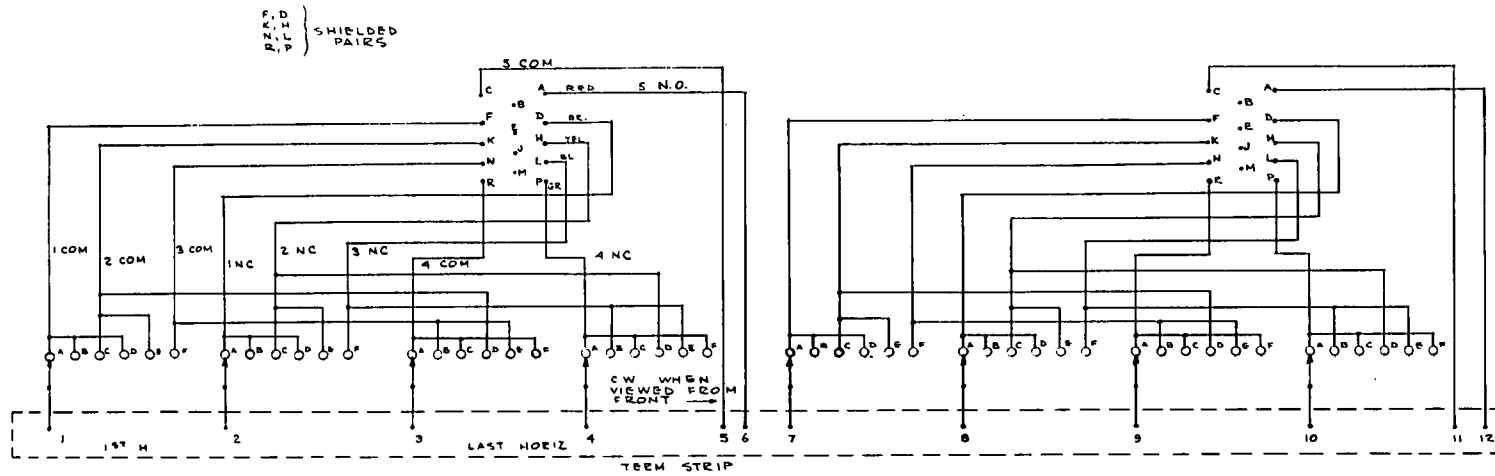 F, D
K, H
N, L
R, P
SHIELDED
PAIRS
5 COM
C A RED 5 N.O.
B
F D BR.
E
K H YEL
J
N L BL
M
R P GR
1 COM
2 COM
3 COM
1 NC
2 NC
3 NC
4 COM
4 NC
A B C D E F
A B C D E F
A B C D E F
A B C D E F
CW WHEN
VIEWED FROM
FRONT
C A
B
F D
E
K H
J
N L
M
R P
A B C D E F
A B C D E F
A B C D E F
A B C D E F
1 2 3 4 5 6 7 8 9 10 11 12
1ST H LAST HORIZ
TERM STRIP